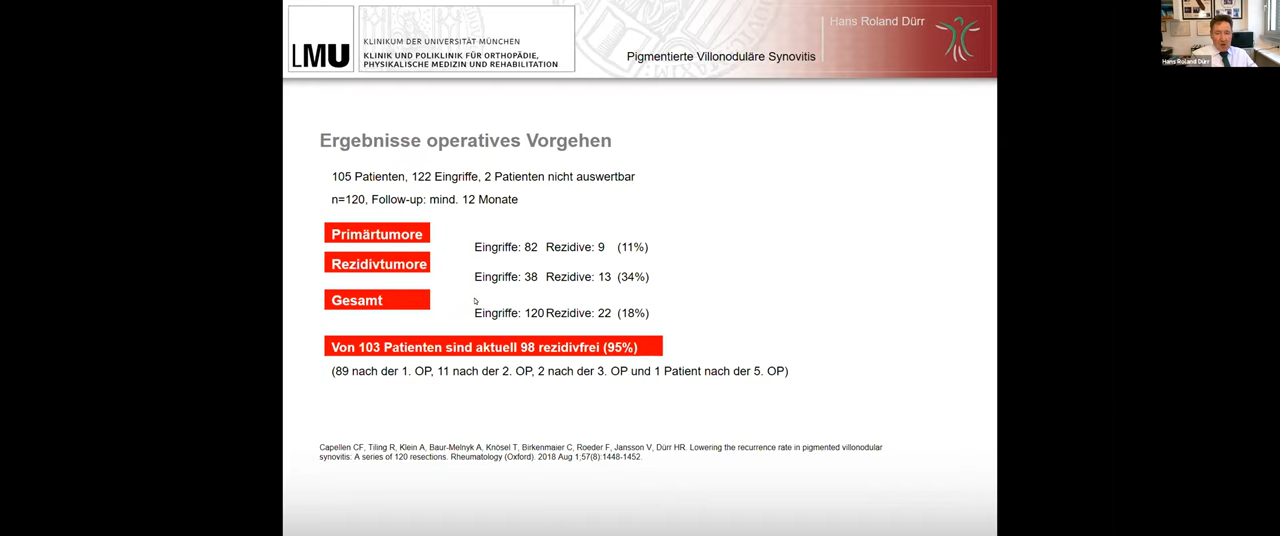 LMU
KLINIKUM DER UNIVERSITÄT MÜNCHEN
KLINIK UND POLIKLINIK FÜR ORTHOPÄDIE,
PHYSIKALISCHE MEDIZIN UND REHABILITATION
Pigmentierte Villonoduläre Synovitis
Hans Roland Dürr
Hans Roland Dürr
Ergebnisse operatives Vorgehen
105 Patienten, 122 Eingriffe, 2 Patienten nicht auswertbar
n=120, Follow-up: mind. 12 Monate
Primärtumore
Eingriffe: 82 Rezidive: 9 (11%)
Rezidivtumore
Eingriffe: 38 Rezidive: 13 (34%)
Gesamt
Eingriffe: 120 Rezidive: 22 (18%)
Von 103 Patienten sind aktuell 98 rezidivfrei (95%)
(89 nach der 1. OP, 11 nach der 2. OP, 2 nach der 3. OP und 1 Patient nach der 5. OP)
Capellen CF, Tiling R, Klein A, Baur-Melnyk A, Knösel T, Birkenmaier C, Roeder F, Jansson V, Dürr HR. Lowering the recurrence rate in pigmented villonodular
synovitis: A series of 120 resections. Rheumatology (Oxford). 2018 Aug 1;57(8):1448-1452.